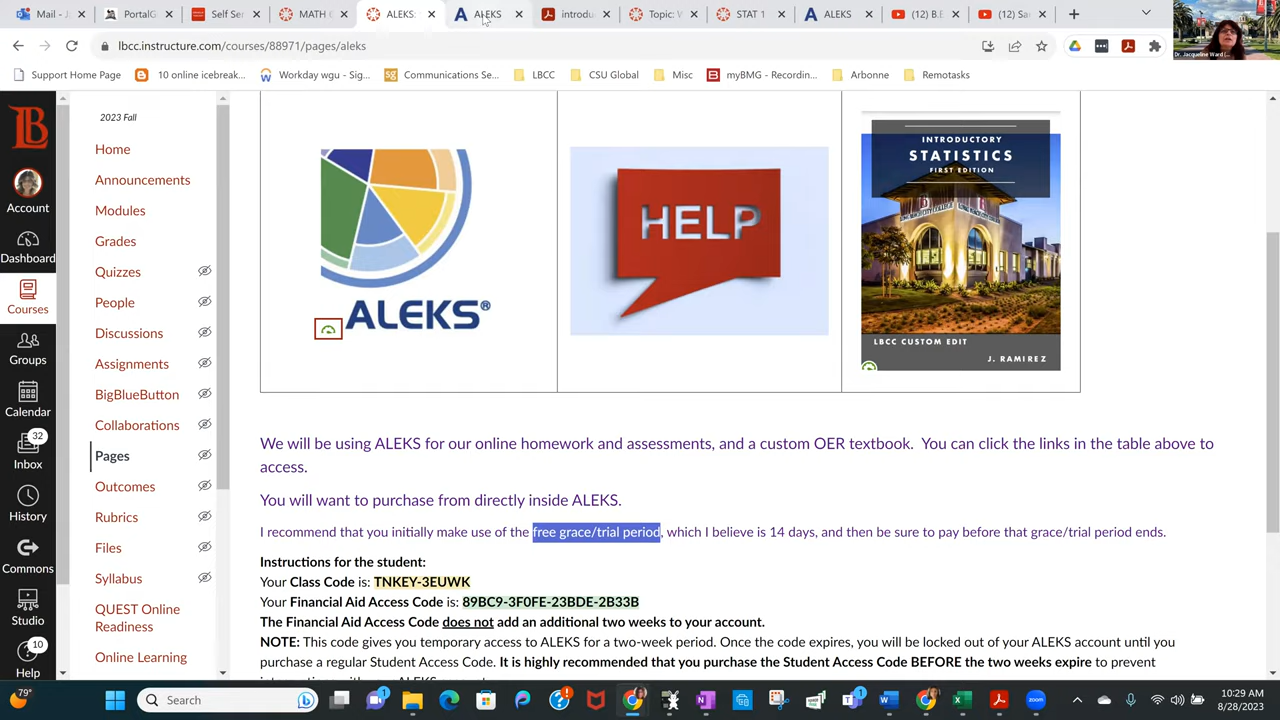 Mail - J
PortalG
Self Ser
MATH
ALEKS
ALEKS
introdu
Topic: W
STAT 1
ALEKS
(12) B.E
(12) Sa
lbcc.instructure.com/courses/88971/pages/aleks
Dr. Jacqueline Ward
Support Home Page
10 online icebreak...
Workday wgu - Sig...
Communications Se...
LBCC
CSU Global
Misc
myBMG - Recordin...
Arbonne
Remotasks
LB
Account
Dashboard
Courses
Groups
Calendar
32
Inbox
History
Commons
Studio
10
Help
2023 Fall
Home
Announcements
Modules
Grades
Quizzes
People
Discussions
Assignments
BigBlueButton
Collaborations
Pages
Outcomes
Rubrics
Files
Syllabus
QUEST Online
Readiness
Online Learning
ALEKS®
HELP
INTRODUCTORY
STATISTICS
FIRST EDITION
LBCC CUSTOM EDIT
J. RAMIREZ
We will be using ALEKS for our online homework and assessments, and a custom OER textbook. You can click the links in the table above to
access.
You will want to purchase from directly inside ALEKS.
I recommend that you initially make use of the free grace/trial period, which I believe is 14 days, and then be sure to pay before that grace/trial period ends.
Instructions for the student:
Your Class Code is: TNKEY-3EUWK
Your Financial Aid Access Code is: 89BC9-3F0FE-23BDE-2B33B
The Financial Aid Access Code does not add an additional two weeks to your account.
NOTE: This code gives you temporary access to ALEKS for a two-week period. Once the code expires, you will be locked out of your ALEKS account until you
purchase a regular Student Access Code. It is highly recommended that you purchase the Student Access Code BEFORE the two weeks expire to prevent
79°
Search
zoom
10:29 AM
8/28/2023